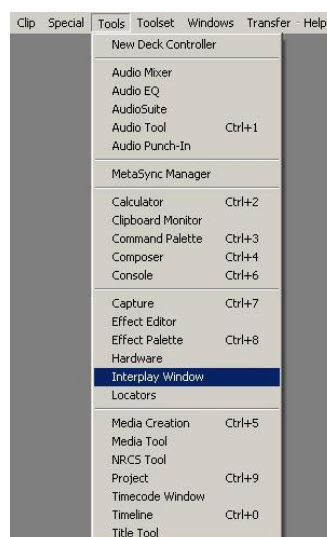 Clip Special Tools Toolset Windows Transfer Help
New Deck Controller
Audio Mixer
Audio EQ
AudioSuite
Audio Tool Ctrl+1
Audio Punch-In
MetaSync Manager
Calculator Ctrl+2
Clipboard Monitor
Command Palette Ctrl+3
Composer Ctrl+4
Console Ctrl+6
Capture Ctrl+7
Effect Editor
Effect Palette Ctrl+8
Hardware
Interplay Window
Locators
Media Creation Ctrl+5
Media Tool
NRCS Tool
Project Ctrl+9
Timecode Window
Timeline Ctrl+0
Title Tool